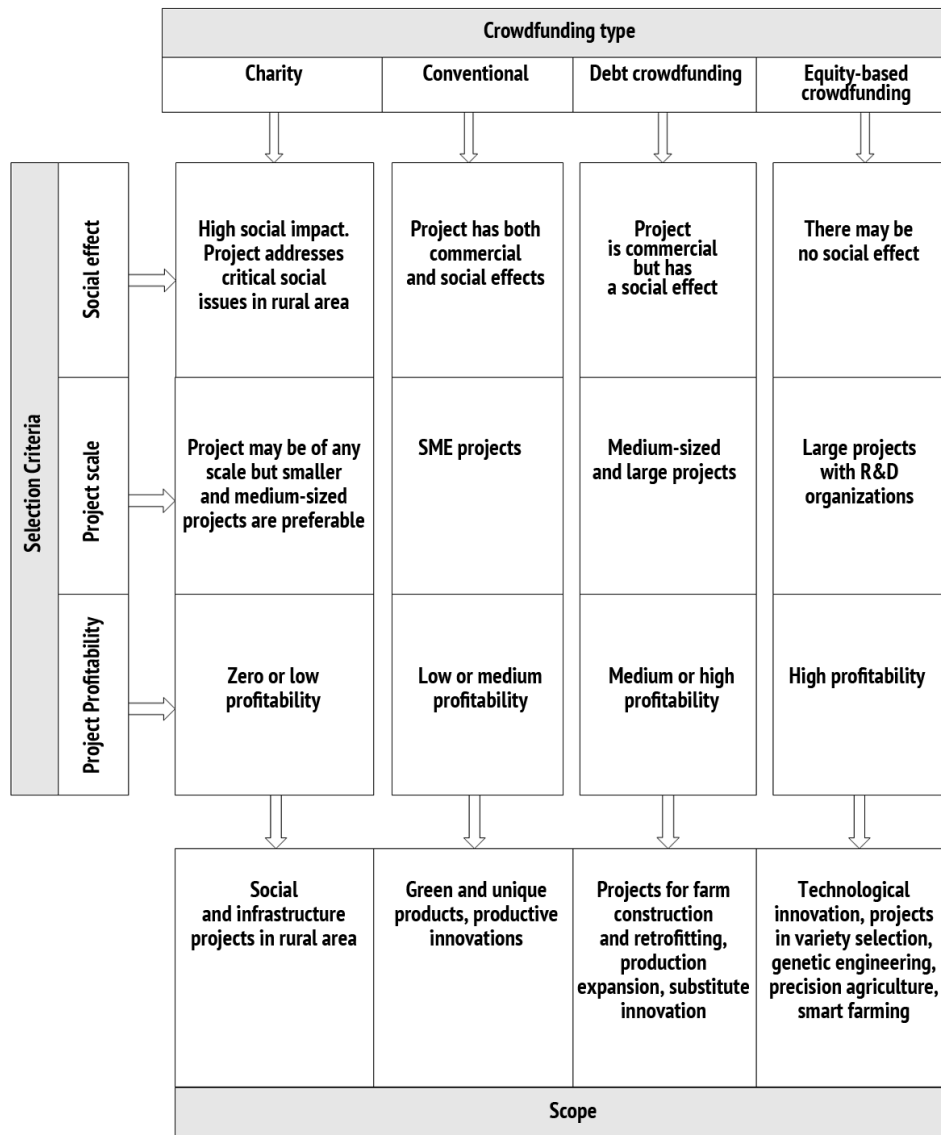 Crowdfunding type
Charity
Conventional
Debt crowdfunding
Equity-based
crowdfunding
Selection Criteria
Social effect
High social impact.
Project addresses
critical social
issues in rural area
Project has both
commercial
and social effects
Project
is commercial
but has
a social effect
There may be
no social effect
Project scale
Project may be of any
scale but smaller
and medium-sized
projects are preferable
SME projects
Medium-sized
and large projects
Large projects
with R&D
organizations
Project Profitability
Zero or low
profitability
Low or medium
profitability
Medium or high
profitability
High profitability
Social
and infrastructure
projects in rural area
Green and unique
products, productive
innovations
Projects for farm
construction
and retrofitting,
production
expansion, substitute
innovation
Technological
innovation, projects
in variety selection,
genetic engineering,
precision agriculture,
smart farming
Scope